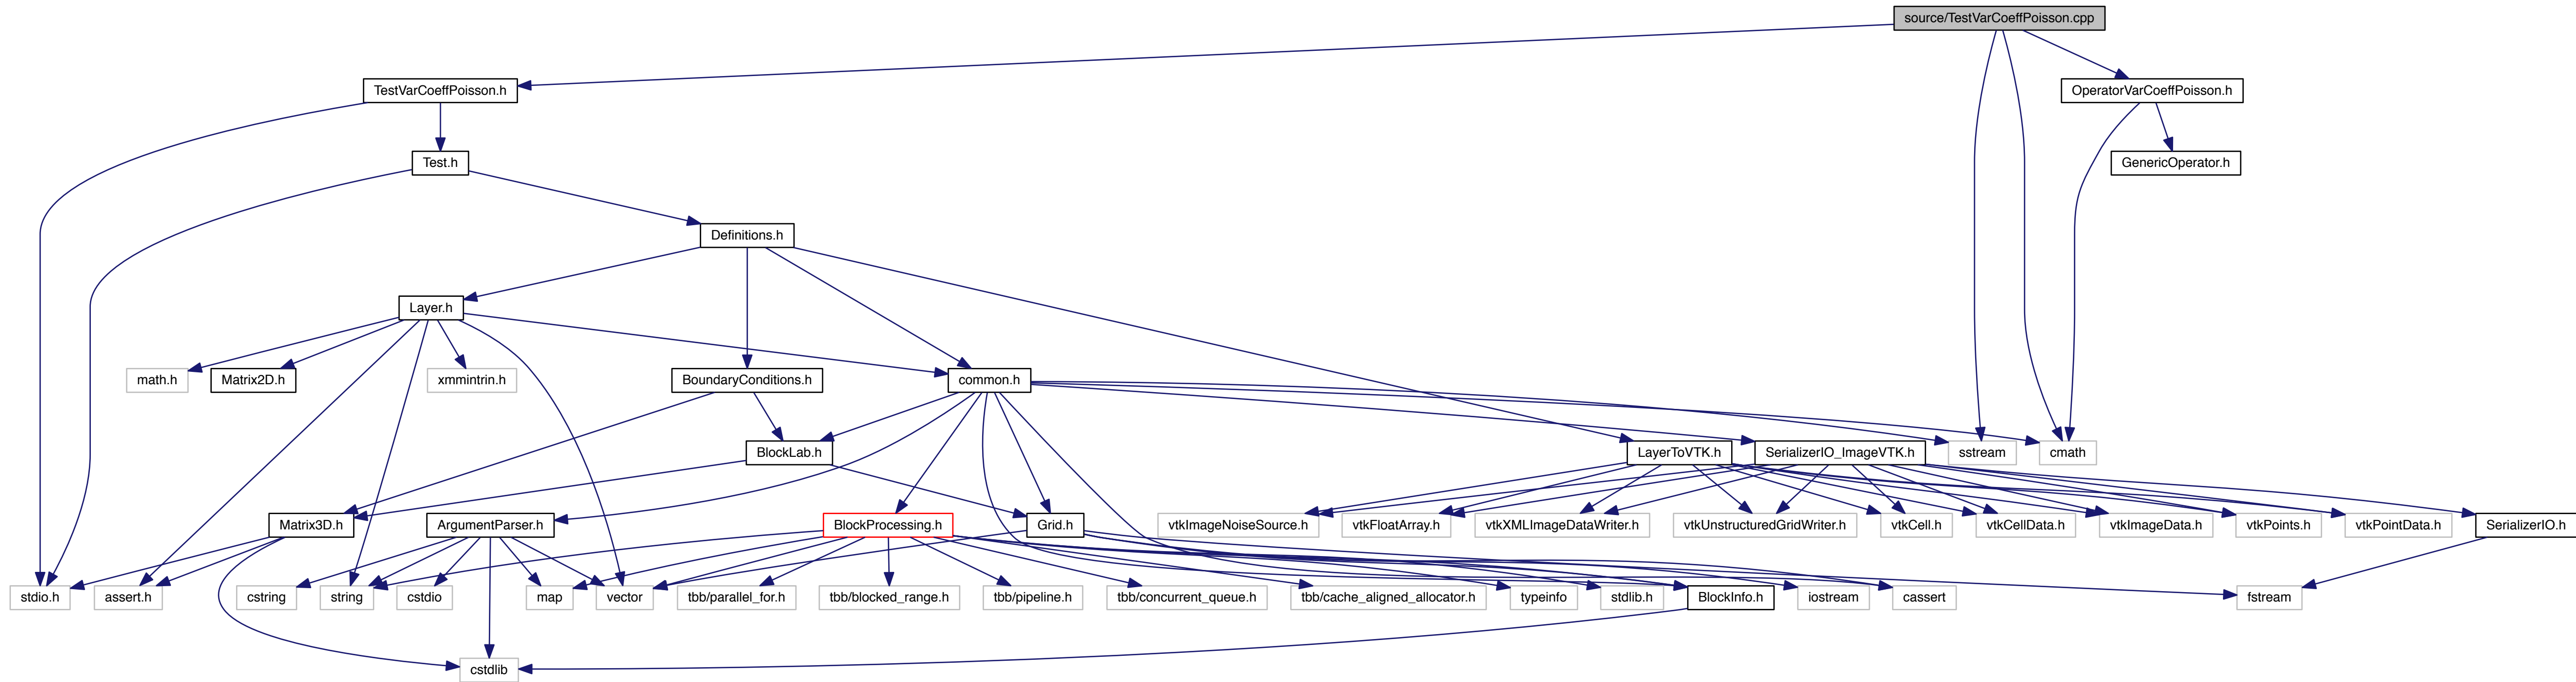 source/TestVarCoeffPoisson.cpp
TestVarCoeffPoisson.h
OperatorVarCoeffPoisson.h
Test.h
GenericOperator.h
Definitions.h
Layer.h
math.h
Matrix2D.h
xmmintrin.h
BoundaryConditions.h
common.h
BlockLab.h
LayerToVTK.h
SerializerIO_ImageVTK.h
sstream
cmath
Matrix3D.h
ArgumentParser.h
BlockProcessing.h
Grid.h
vtkImageNoiseSource.h
vtkFloatArray.h
vtkXMLImageDataWriter.h
vtkUnstructuredGridWriter.h
vtkCell.h
vtkCellData.h
vtkImageData.h
vtkPoints.h
vtkPointData.h
SerializerIO.h
stdio.h
assert.h
cstring
string
cstdio
map
vector
tbb/parallel_for.h
tbb/blocked_range.h
tbb/pipeline.h
tbb/concurrent_queue.h
tbb/cache_aligned_allocator.h
typeinfo
stdlib.h
BlockInfo.h
iostream
cassert
fstream
cstdlib